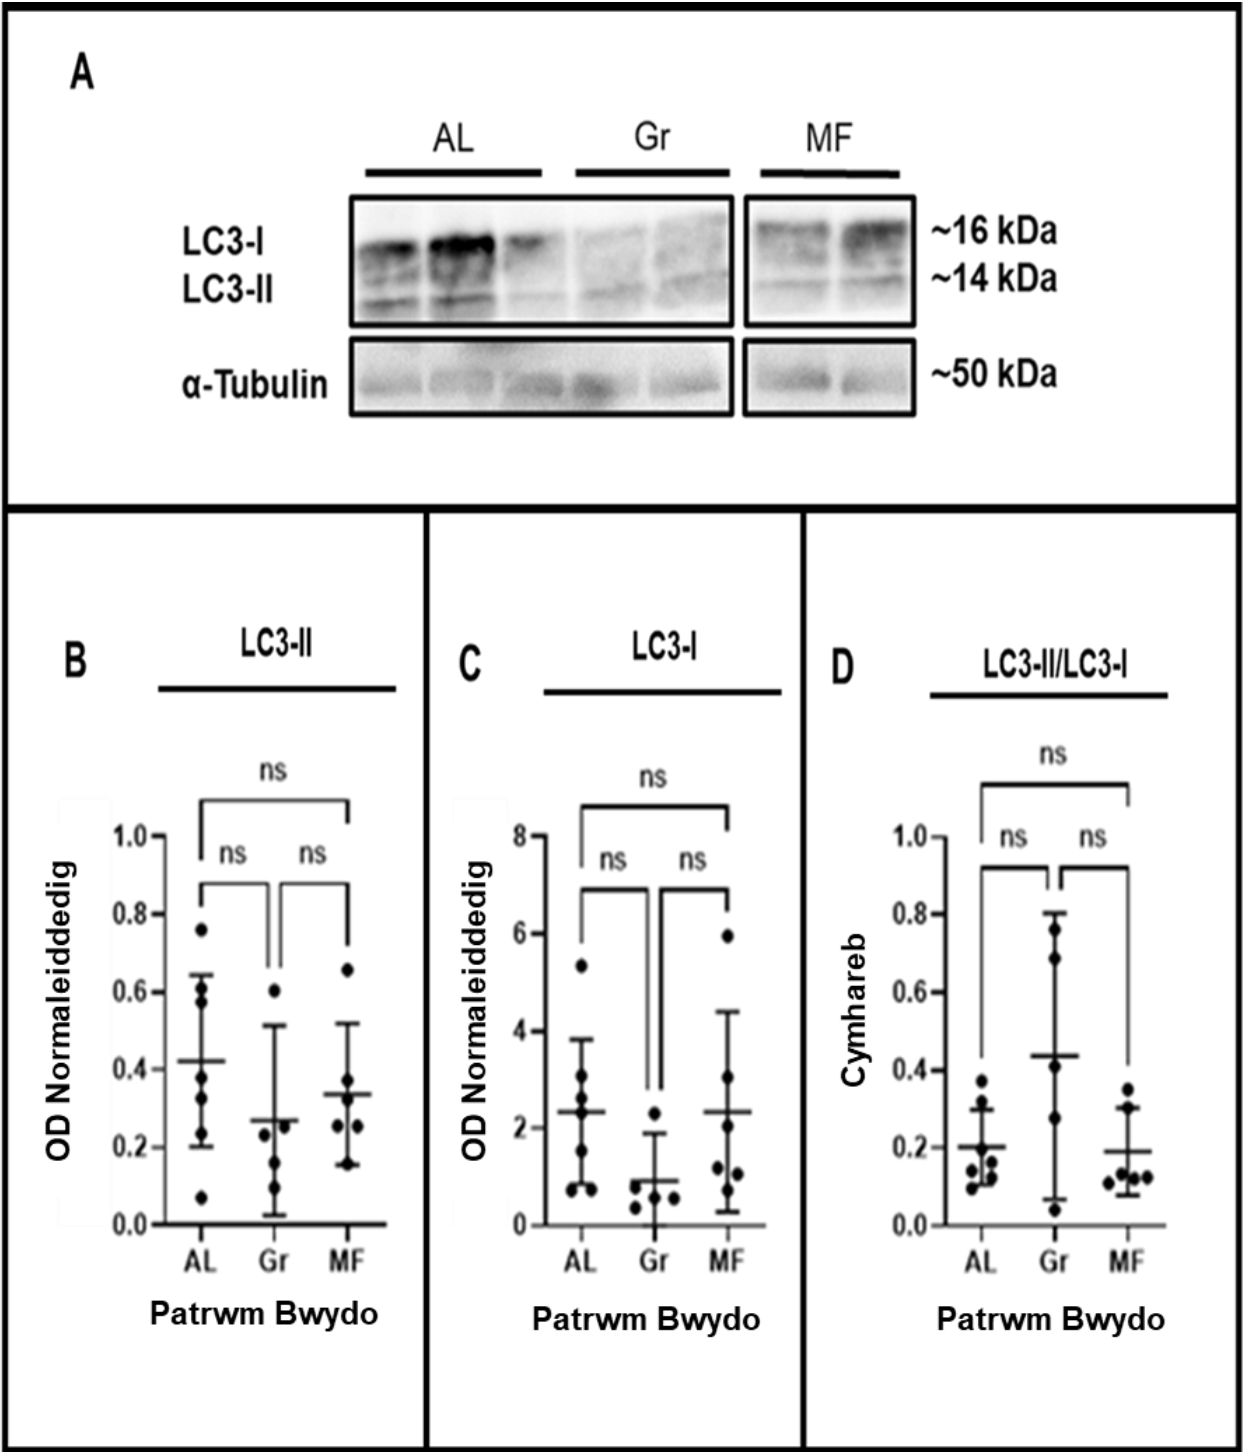 A
AL Gr MF
LC3-I
LC3-II
α-Tubulin
~16 kDa
~14 kDa
~50 kDa
B
LC3-II
ns
ns ns
OD Normaleiddedig
1.0
0.8
0.6
0.4
0.2
0.0
AL Gr MF
Patrwm Bwydo
C
LC3-I
ns
ns ns
OD Normaleiddedig
8
6
4
2
0
AL Gr MF
Patrwm Bwydo
D
LC3-II/LC3-I
ns
ns ns
Cymhareb
1.0
0.8
0.6
0.4
0.2
0.0
AL Gr MF
Patrwm Bwydo